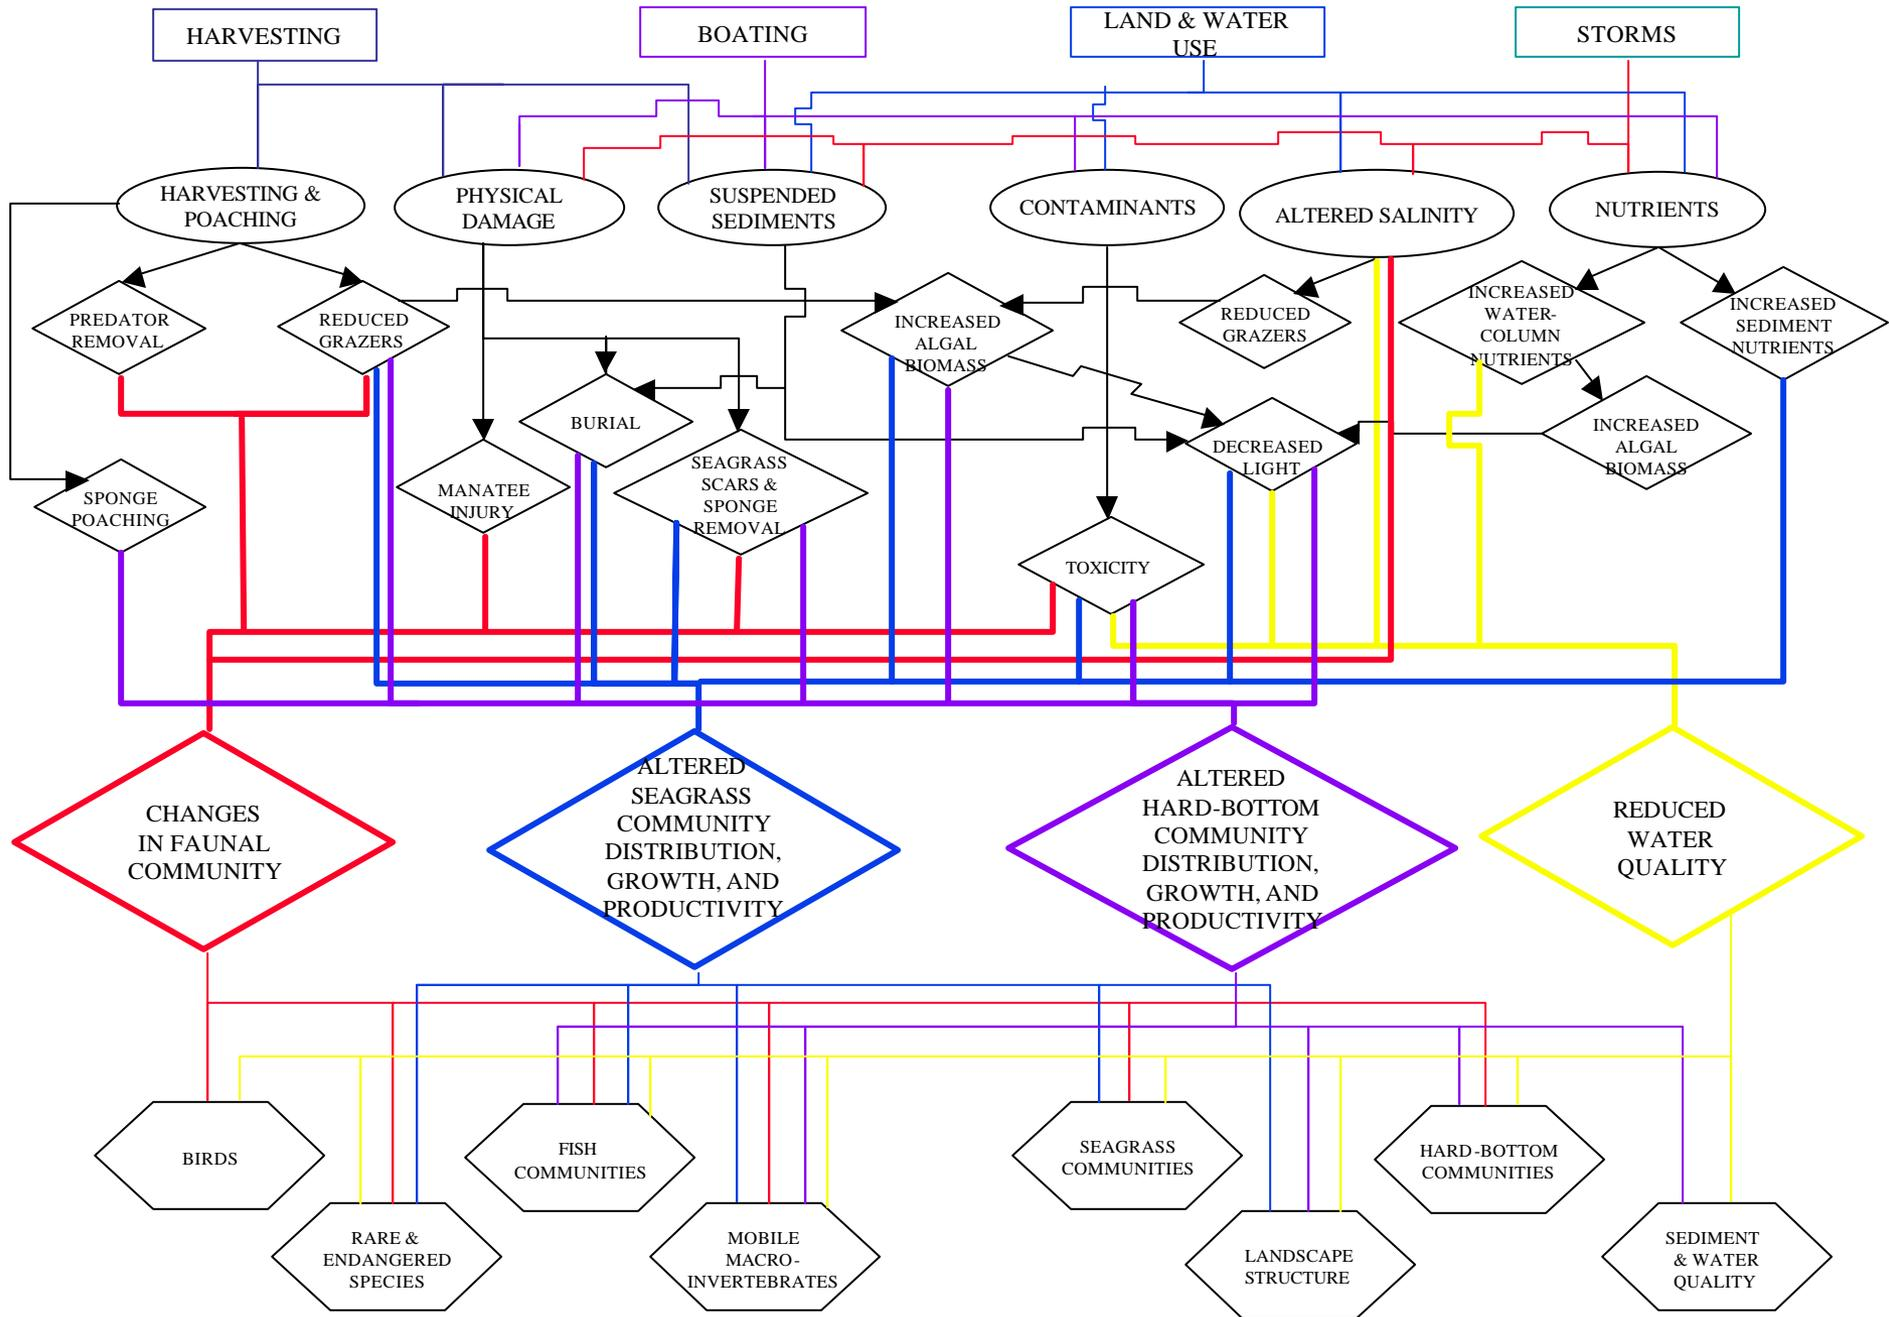 HARVESTING
BOATING
LAND & WATER
USE
STORMS
HARVESTING &
POACHING
PHYSICAL
DAMAGE
SUSPENDED
SEDIMENTS
CONTAMINANTS
ALTERED SALINITY
NUTRIENTS
PREDATOR
REMOVAL
REDUCED
GRAZERS
INCREASED
ALGAL
BIOMASS
REDUCED
GRAZERS
INCREASED
WATER-
COLUMN
NUTRIENTS
INCREASED
SEDIMENT
NUTRIENTS
BURIAL
DECREASED
LIGHT
INCREASED
ALGAL
BIOMASS
SPONGE
POACHING
MANATEE
INJURY
SEAGRASS
SCARS &
SPONGE
REMOVAL
TOXICITY
CHANGES
IN FAUNAL
COMMUNITY
ALTERED
SEAGRASS
COMMUNITY
DISTRIBUTION,
GROWTH, AND
PRODUCTIVITY
ALTERED
HARD-BOTTOM
COMMUNITY
DISTRIBUTION,
GROWTH, AND
PRODUCTIVITY
REDUCED
WATER
QUALITY
BIRDS
FISH
COMMUNITIES
SEAGRASS
COMMUNITIES
HARD-BOTTOM
COMMUNITIES
RARE &
ENDANGERED
SPECIES
MOBILE
MACRO-
INVERTEBRATES
LANDSCAPE
STRUCTURE
SEDIMENT
& WATER
QUALITY